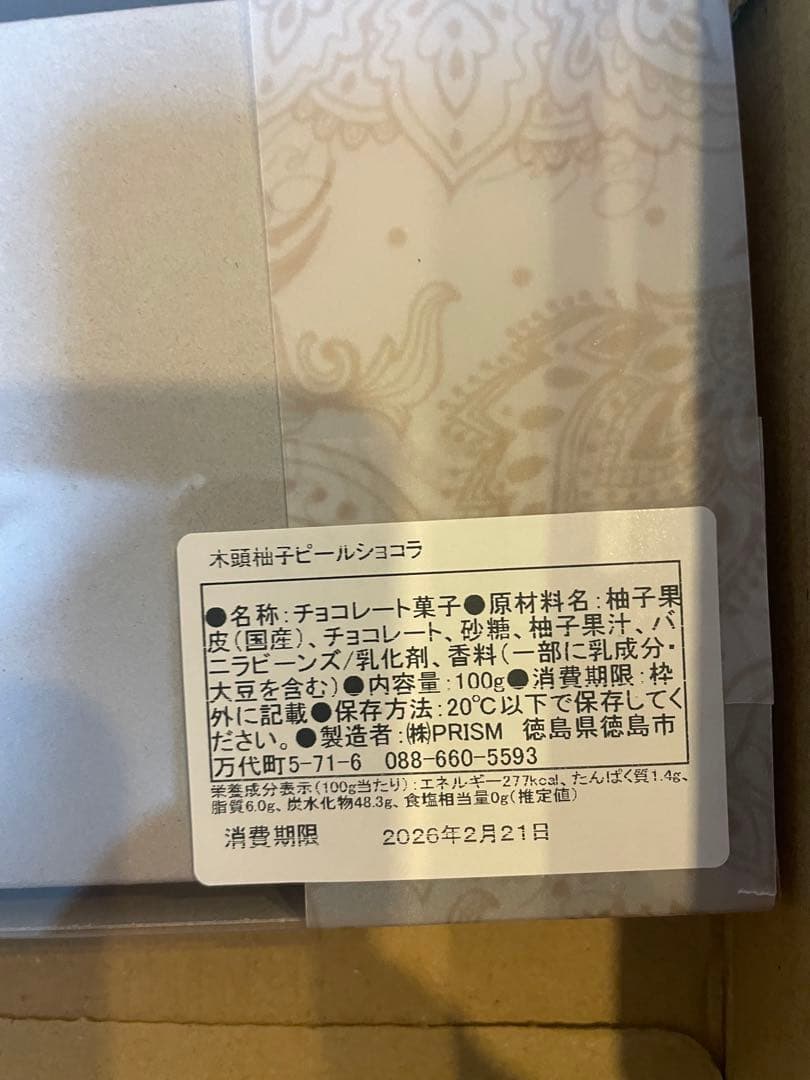 木頭柚子ピールショコラ
●名称：チョコレート菓子●原材料名：柚子果
皮（国産）、チョコレート、砂糖、柚子果汁、バ
ニラビーンズ/乳化剤、香料（一部に乳成分・
大豆を含む）●内容量：100g●消費期限：枠
外に記載●保存方法：20℃以下で保存してく
ださい。●製造者：㈱PRISM　徳島県徳島市
万代町5-71-6　088-660-5593
栄養成分表示（100g当たり）：エネルギー277kcal、たんぱく質1.4g、
脂質6.0g、炭水化物48.3g、食塩相当量0g（推定値）
消費期限　2026年2月21日